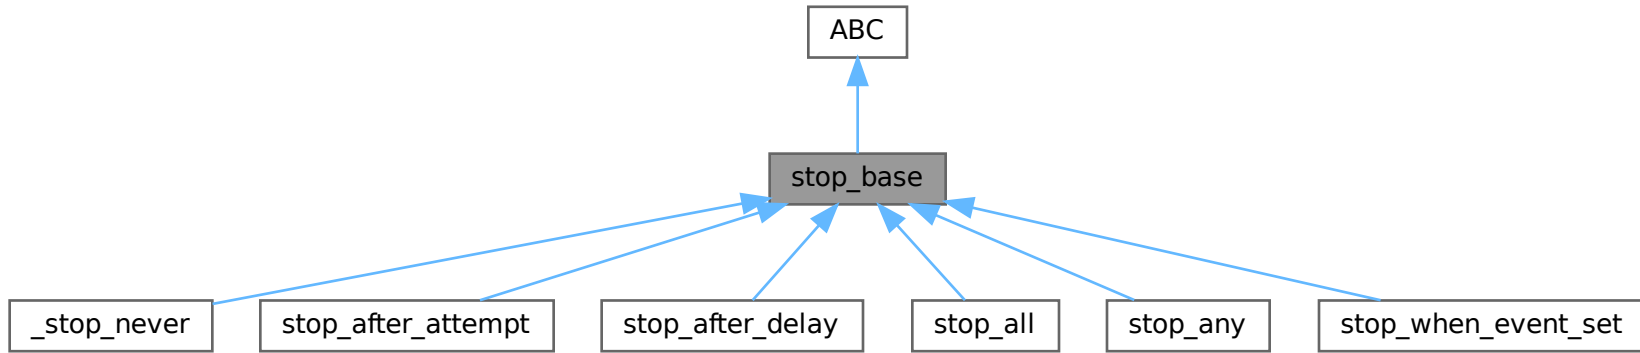 ABC
stop_base
_stop_never
stop_after_attempt
stop_after_delay
stop_all
stop_any
stop_when_event_set